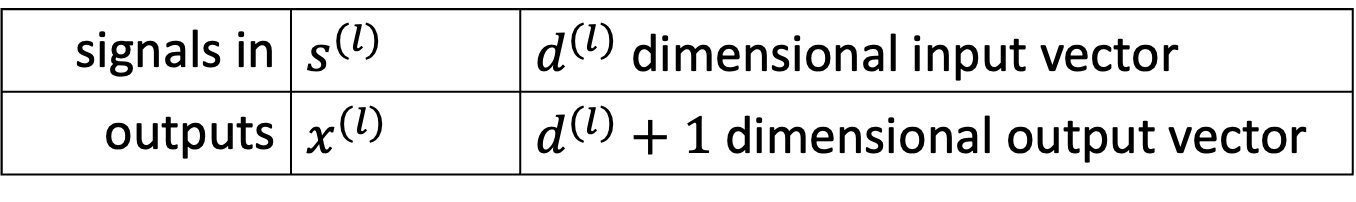 signals in s^(l) d^(l) dimensional input vector
outputs x^(l) d^(l) + 1 dimensional output vector